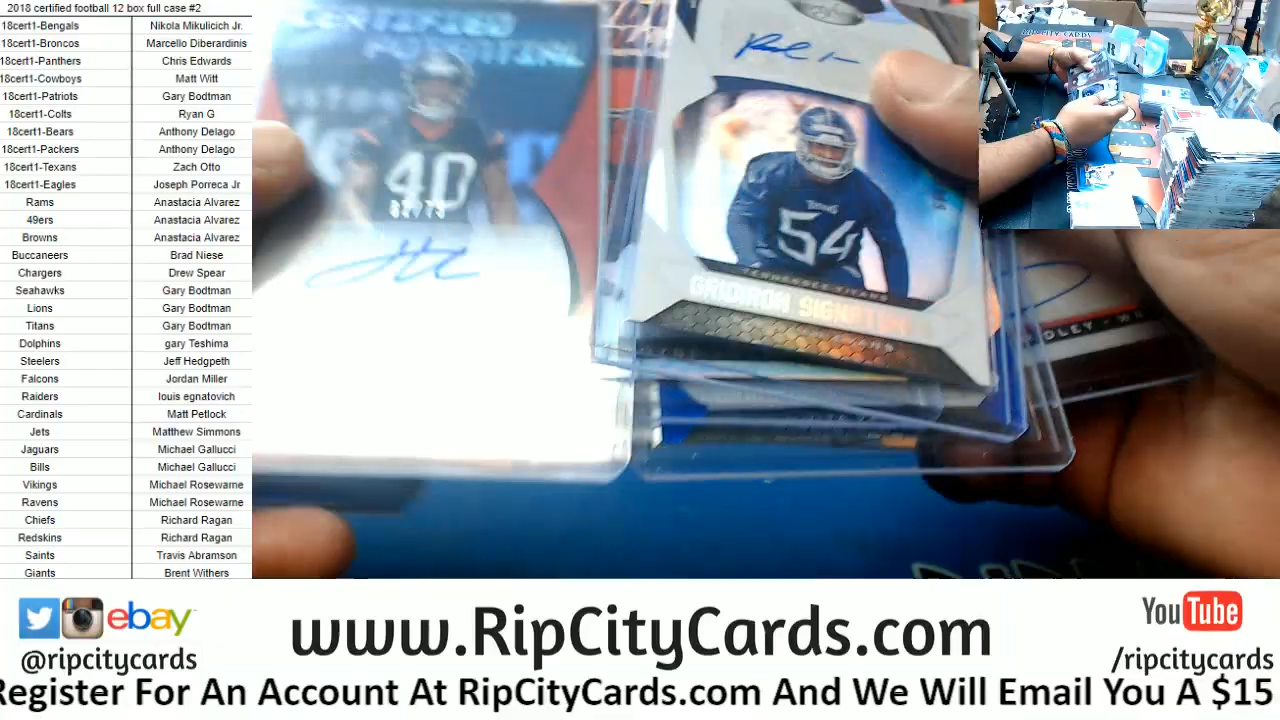 2018 certified football 12 box full case #2
18cert1-Bengals Nikola Mikulicich Jr.
18cert1-Broncos Marcello Diberardinis
18cert1-Panthers Chris Edwards
18cert1-Cowboys Matt Witt
18cert1-Patriots Gary Bodtman
18cert1-Colts Ryan G
18cert1-Bears Anthony Delago
18cert1-Packers Anthony Delago
18cert1-Texans Zach Otto
18cert1-Eagles Joseph Porreca Jr
Rams Anastacia Alvarez
49ers Anastacia Alvarez
Browns Anastacia Alvarez
Buccaneers Brad Niese
Chargers Drew Spear
Seahawks Gary Bodtman
Lions Gary Bodtman
Titans Gary Bodtman
Dolphins gary Teshima
Steelers Jeff Hedgpeth
Falcons Jordan Miller
Raiders louis egnatovich
Cardinals Matt Petlock
Jets Matthew Simmons
Jaguars Michael Gallucci
Bills Michael Gallucci
Vikings Michael Rosewarne
Ravens Michael Rosewarne
Chiefs Richard Ragan
Redskins Richard Ragan
Saints Travis Abramson
Giants Brent Withers
40
TITANS
54
TENNESSEE TITANS
GRIDIRON
ebay
@ripcitycards
www.RipCityCards.com
YouTube
/ripcitycards
Register For An Account At RipCityCards.com And We Will Email You A $15